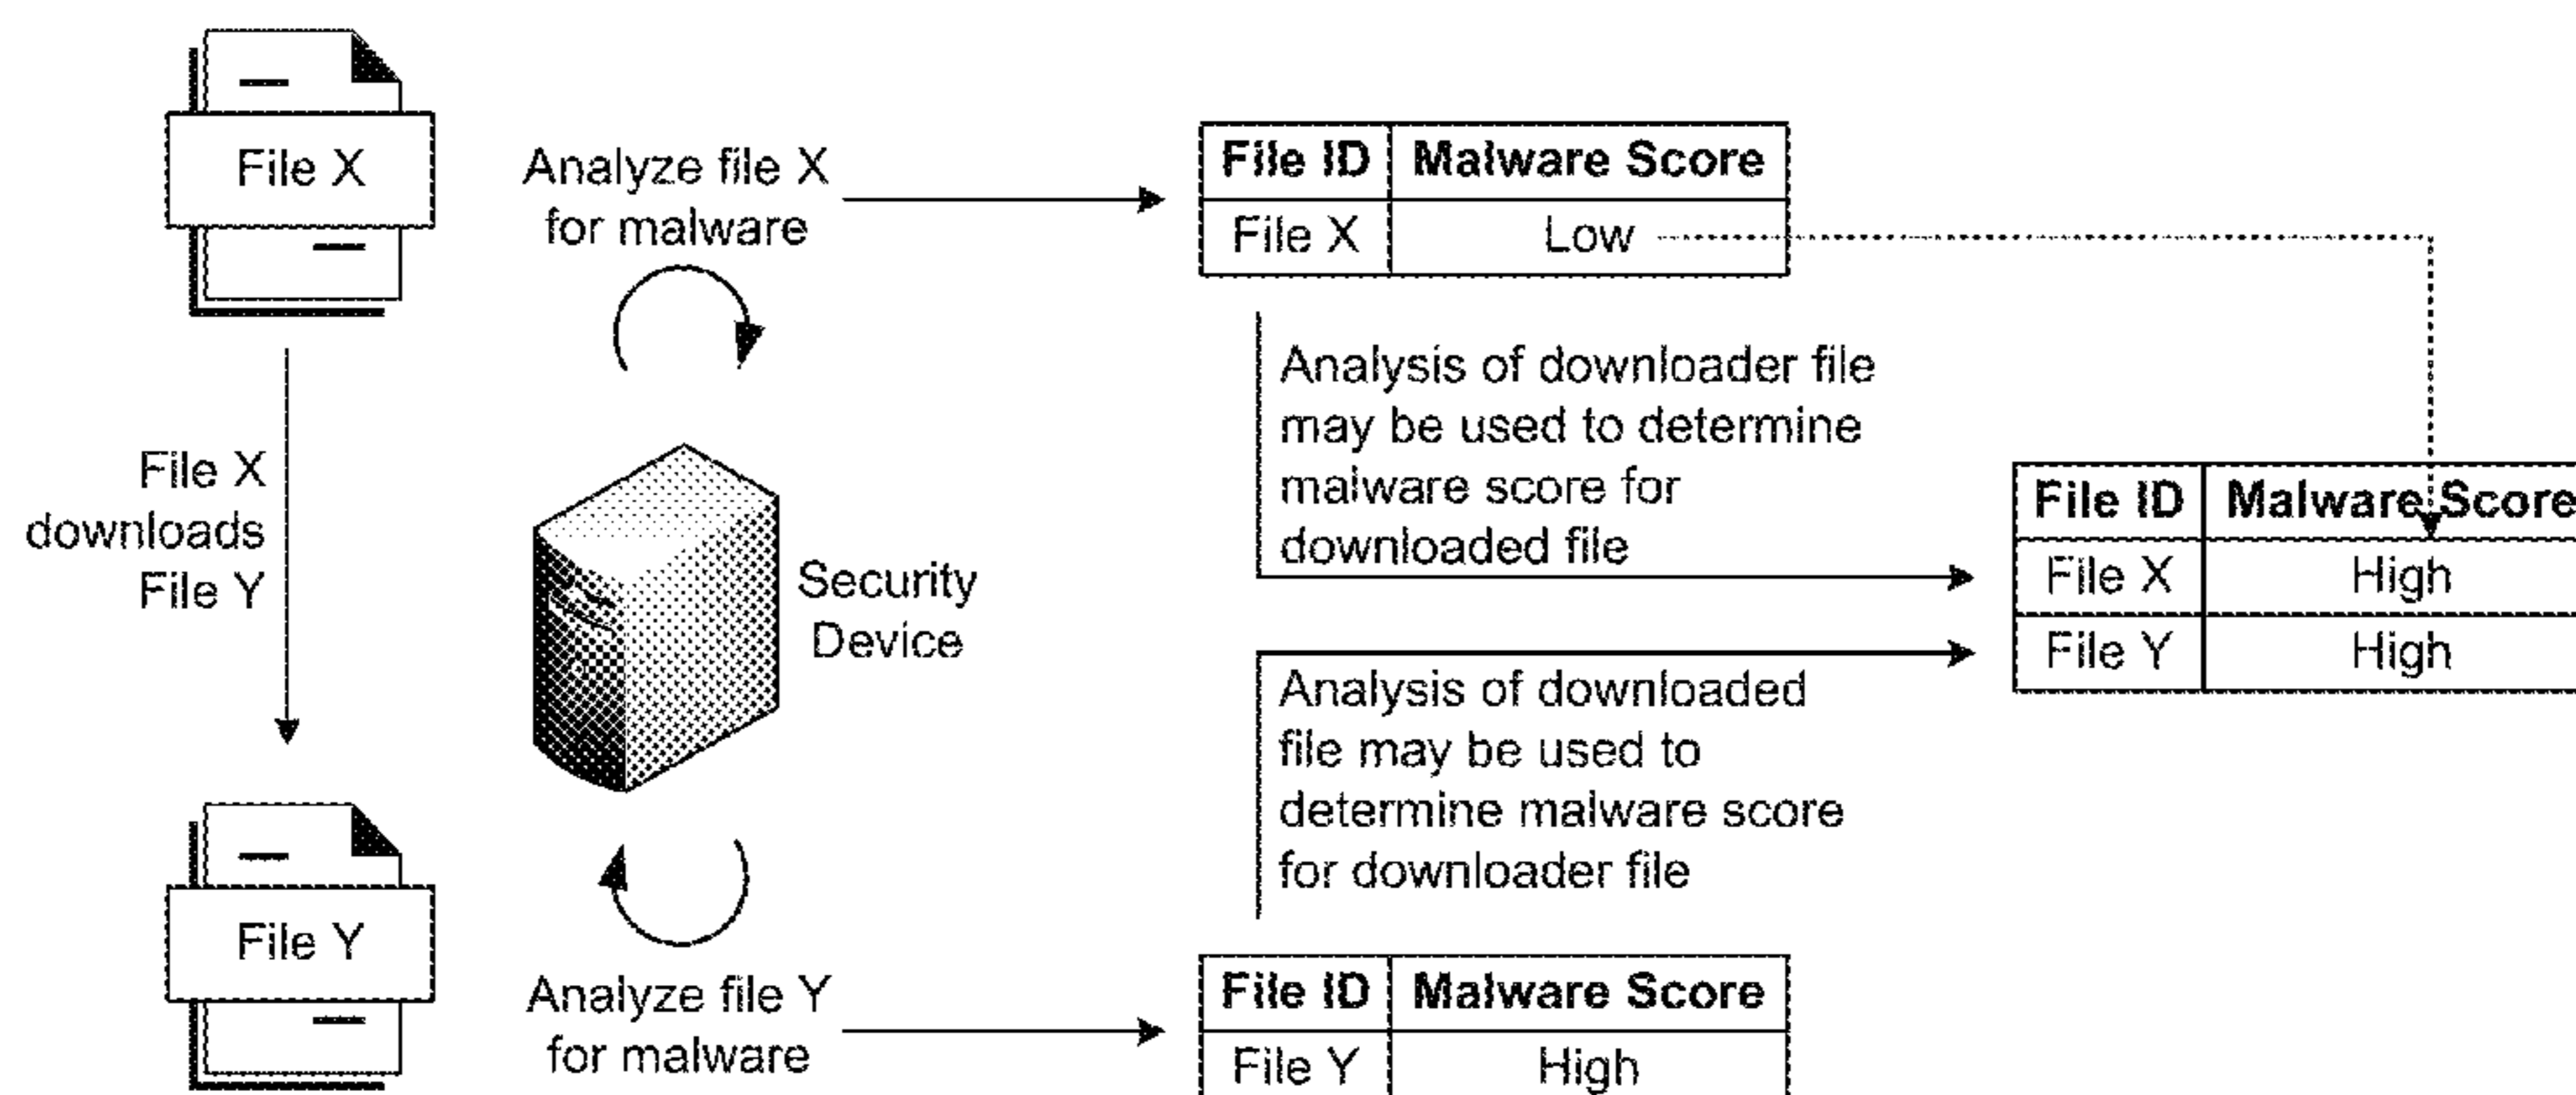 File X
Analyze file X
for malware
File ID Malware Score
File X Low
File X
downloads
File Y
Security
Device
Analysis of downloader file
may be used to determine
malware score for
downloaded file
File ID Malware Score
File X High
File Y High
Analysis of downloaded
file may be used to
determine malware score
for downloader file
File Y
Analyze file Y
for malware
File ID Malware Score
File Y High